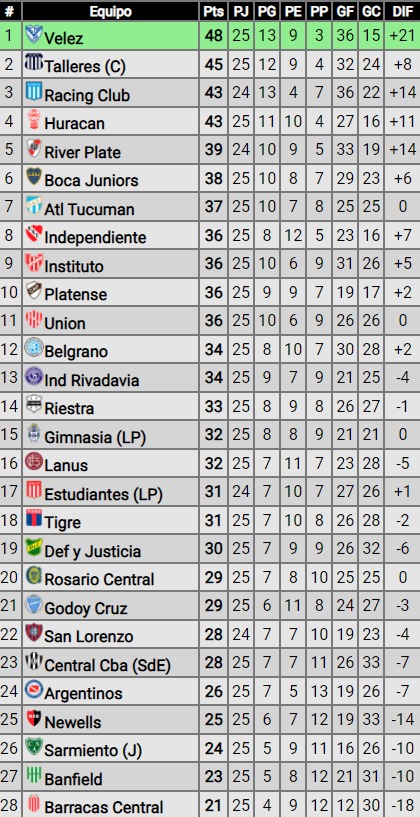 # Equipo Pts PJ PG PE PP GF GC DIF
1 Velez 48 25 13 9 3 36 15 +21
2 Talleres (C) 45 25 12 9 4 32 24 +8
3 Racing Club 43 24 13 4 7 36 22 +14
4 Huracan 43 25 11 10 4 27 16 +11
5 River Plate 39 24 10 9 5 33 19 +14
6 Boca Juniors 38 25 10 8 7 29 23 +6
7 Atl Tucuman 37 25 10 7 8 25 25 0
8 Independiente 36 25 8 12 5 23 16 +7
9 Instituto 36 25 10 6 9 31 26 +5
10 Platense 36 25 9 9 7 19 17 +2
11 Union 36 25 10 6 9 26 26 0
12 Belgrano 34 25 8 10 7 30 28 +2
13 Ind Rivadavia 34 25 9 7 9 21 25 -4
14 Riestra 33 25 8 9 8 26 27 -1
15 Gimnasia (LP) 32 25 8 8 9 21 21 0
16 Lanus 32 25 7 11 7 23 28 -5
17 Estudiantes (LP) 31 24 7 10 7 27 26 +1
18 Tigre 31 25 7 10 8 26 28 -2
19 Def y Justicia 30 25 7 9 9 26 32 -6
20 Rosario Central 29 25 7 8 10 25 25 0
21 Godoy Cruz 29 25 6 11 8 24 27 -3
22 San Lorenzo 28 24 7 7 10 19 23 -4
23 Central Cba (SdE) 28 25 7 7 11 26 33 -7
24 Argentinos 26 25 7 5 13 19 26 -7
25 Newells 25 25 6 7 12 19 33 -14
26 Sarmiento (J) 24 25 5 9 11 16 26 -10
27 Banfield 23 25 5 8 12 21 31 -10
28 Barracas Central 21 25 4 9 12 12 30 -18